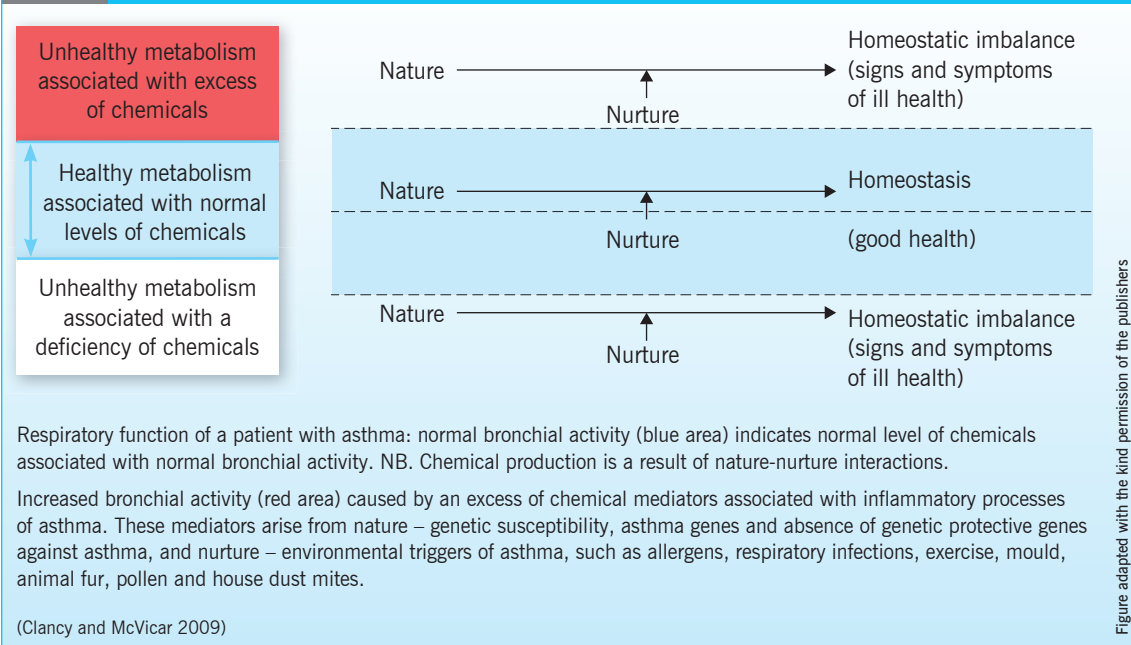 Unhealthy metabolism
associated with excess
of chemicals
Healthy metabolism
associated with normal
levels of chemicals
Unhealthy metabolism
associated with a
deficiency of chemicals
Nature
Nurture
Homeostatic imbalance
(signs and symptoms
of ill health)
Nature
Nurture
Homeostasis
(good health)
Nature
Nurture
Homeostatic imbalance
(signs and symptoms
of ill health)
Respiratory function of a patient with asthma: normal bronchial activity (blue area) indicates normal level of chemicals
associated with normal bronchial activity. NB. Chemical production is a result of nature-nurture interactions.
Increased bronchial activity (red area) caused by an excess of chemical mediators associated with inflammatory processes
of asthma. These mediators arise from nature – genetic susceptibility, asthma genes and absence of genetic protective genes
against asthma, and nurture – environmental triggers of asthma, such as allergens, respiratory infections, exercise, mould,
animal fur, pollen and house dust mites.
(Clancy and McVicar 2009)
Figure adapted with the kind permission of the publishers